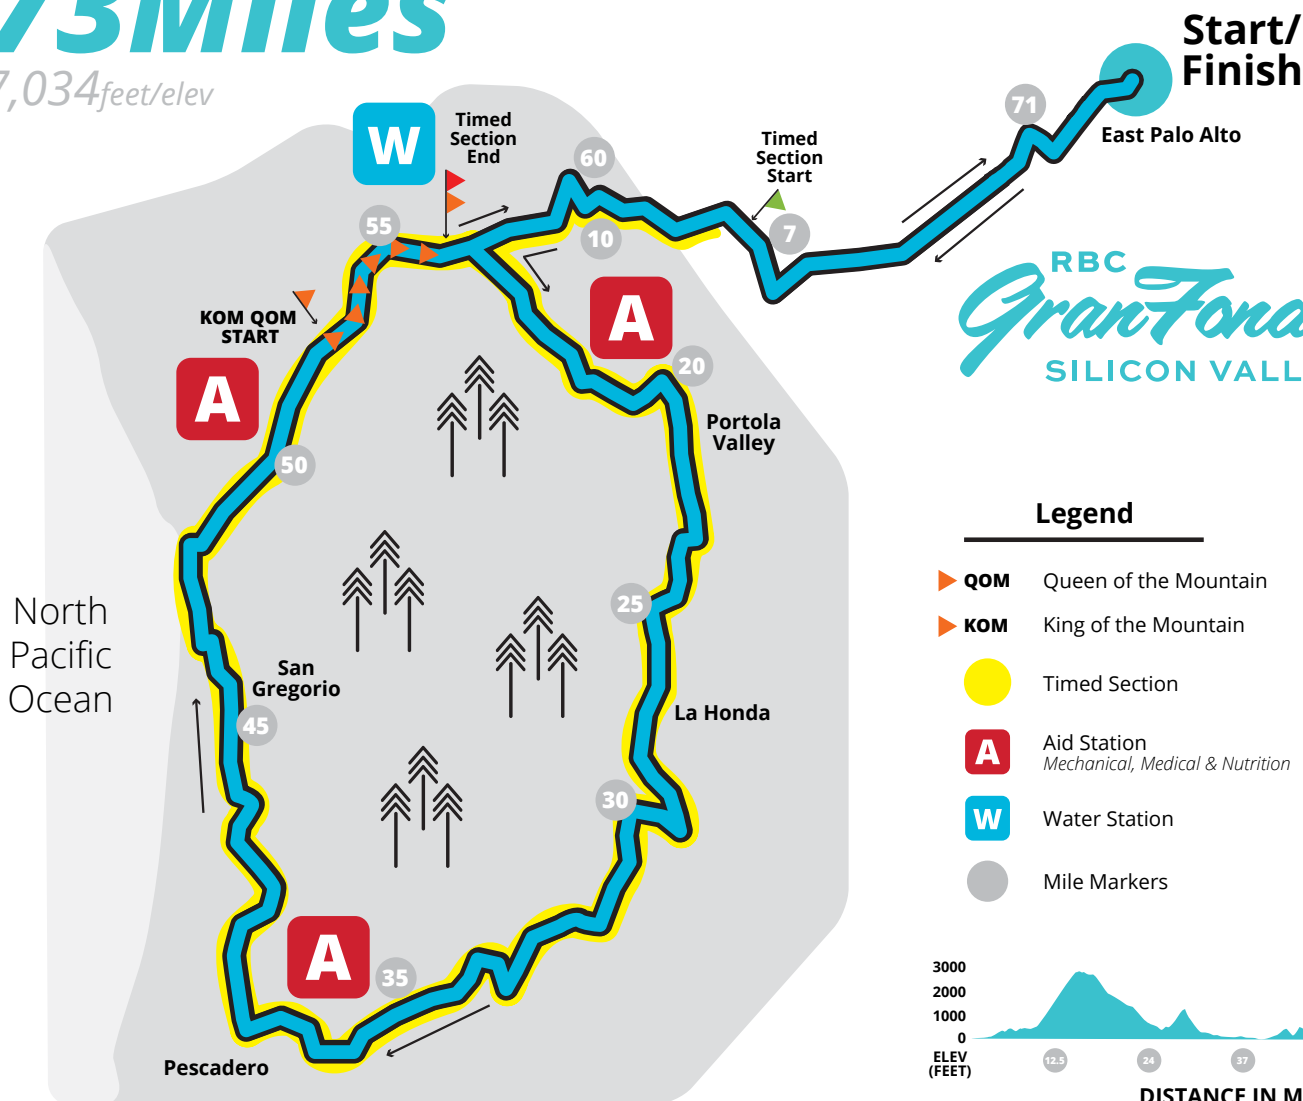 73Miles
7,034feet/elev
Start/
Finish
East Palo Alto
71
W
Timed
Section
End
60
Timed
Section
Start
55
10
7
RBC
GranFond
SILICON VALL
KOM QOM
START
A
A
20
Portola
Valley
50
Legend
QOM Queen of the Mountain
KOM King of the Mountain
Timed Section
A Aid Station
Mechanical, Medical & Nutrition
W Water Station
Mile Markers
25
North
Pacific
Ocean
San
Gregorio
45
La Honda
30
A
35
Pescadero
3000
2000
1000
0
ELEV
(FEET)
12.5 24 37
DISTANCE IN M